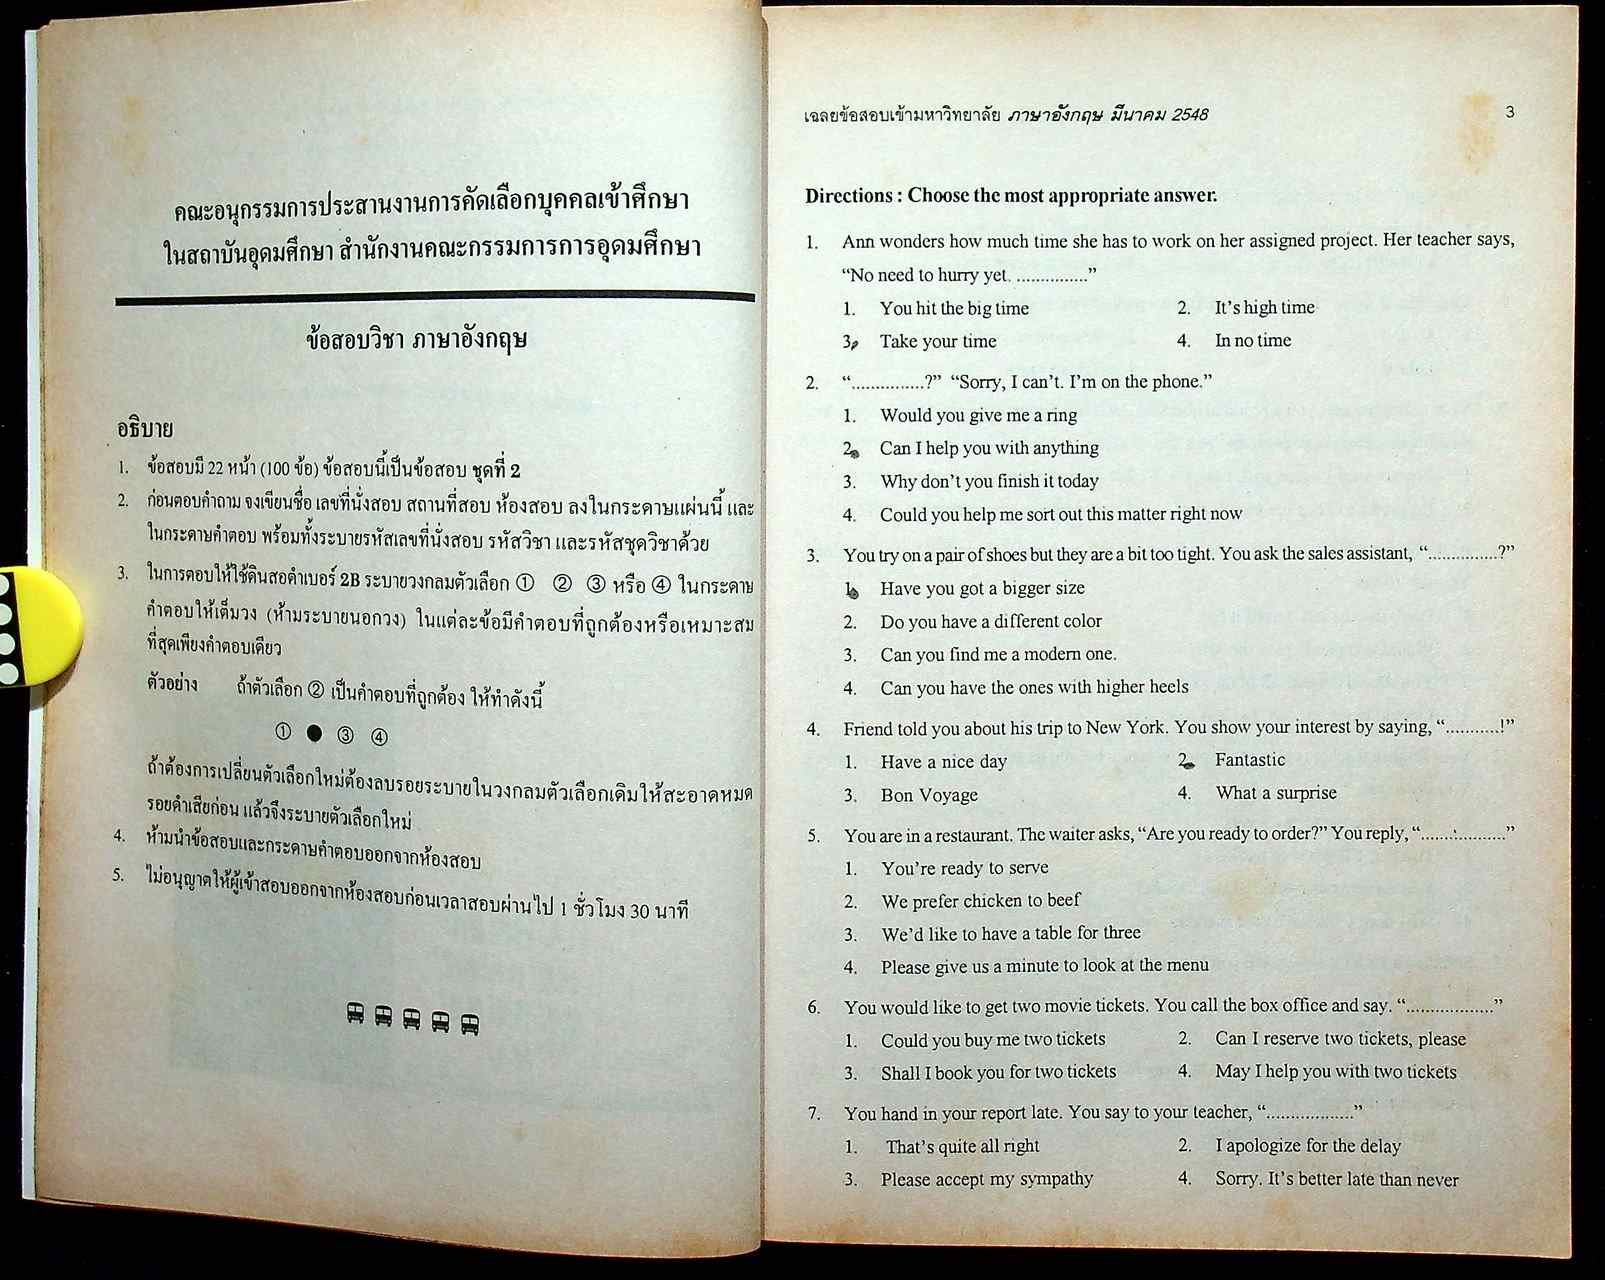 คณะอนุกรรมการประสานงานการคัดเลือกบุคคลเข้าศึกษา
ในสถาบันอุดมศึกษา สำนักงานคณะกรรมการการอุดมศึกษา
ข้อสอบวิชา ภาษาอังกฤษ
อธิบาย
1. ข้อสอบมี 22 หน้า (100 ข้อ) ข้อสอบนี้เป็นข้อสอบ ชุดที่ 2
2. ก่อนตอบคำถาม จงเขียนชื่อ เลขที่นั่งสอบ สถานที่สอบ ห้องสอบ ลงในกระดาษแผ่นนี้ และ
ในกระดาษคำตอบ พร้อมทั้งระบายรหัสเลขที่นั่งสอบ รหัสวิชา และรหัสชุดวิชาด้วย
3. ในการตอบให้ใช้ดินสอดำเบอร์ 2B ระบายวงกลมตัวเลือก ① ② ③ หรือ ④ ในกระดาษ
คำตอบให้เต็มวง (ห้ามระบายนอกวง) ในแต่ละข้อมีคำตอบที่ถูกต้องหรือเหมาะสม
ที่สุดเพียงคำตอบเดียว
ตัวอย่าง ถ้าตัวเลือก ② เป็นคำตอบที่ถูกต้อง ให้ทำดังนี้
① ● ③ ④
ถ้าต้องการเปลี่ยนตัวเลือกใหม่ต้องลบรอยระบายในวงกลมตัวเลือกเดิมให้สะอาดหมด
รอยดำเสียก่อน แล้วจึงระบายตัวเลือกใหม่
4. ห้ามนำข้อสอบและกระดาษคำตอบออกจากห้องสอบ
5. ไม่อนุญาตให้ผู้เข้าสอบออกจากห้องสอบก่อนเวลาสอบผ่านไป 1 ชั่วโมง 30 นาที
เฉลยข้อสอบเข้ามหาวิทยาลัย ภาษาอังกฤษ มีนาคม 2548 3
Directions : Choose the most appropriate answer.
1. Ann wonders how much time she has to work on her assigned project. Her teacher says,
“No need to hurry yet. ...............”
1. You hit the big time 2. It’s high time
3. Take your time 4. In no time
2. “...............?” “Sorry, I can’t. I’m on the phone.”
1. Would you give me a ring
2. Can I help you with anything
3. Why don’t you finish it today
4. Could you help me sort out this matter right now
3. You try on a pair of shoes but they are a bit too tight. You ask the sales assistant, “...............?”
1. Have you got a bigger size
2. Do you have a different color
3. Can you find me a modern one.
4. Can you have the ones with higher heels
4. Friend told you about his trip to New York. You show your interest by saying, “...........!”
1. Have a nice day 2. Fantastic
3. Bon Voyage 4. What a surprise
5. You are in a restaurant. The waiter asks, “Are you ready to order?” You reply, “..................”
1. You’re ready to serve
2. We prefer chicken to beef
3. We’d like to have a table for three
4. Please give us a minute to look at the menu
6. You would like to get two movie tickets. You call the box office and say. “..................”
1. Could you buy me two tickets 2. Can I reserve two tickets, please
3. Shall I book you for two tickets 4. May I help you with two tickets
7. You hand in your report late. You say to your teacher, “..................”
1. That’s quite all right 2. I apologize for the delay
3. Please accept my sympathy 4. Sorry. It’s better late than never